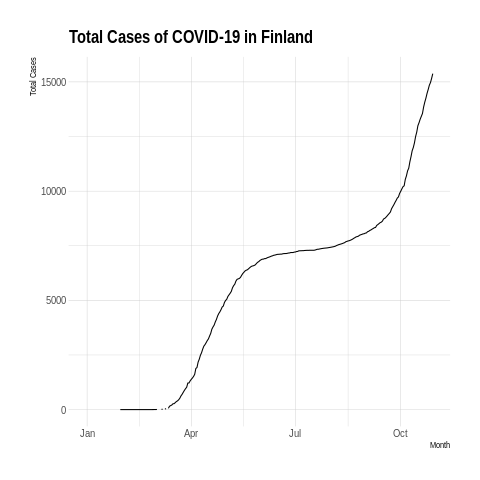 Total Cases of COVID-19 in Finland
Total Cases
15000
10000
5000
0
Jan Apr Jul Oct
Month